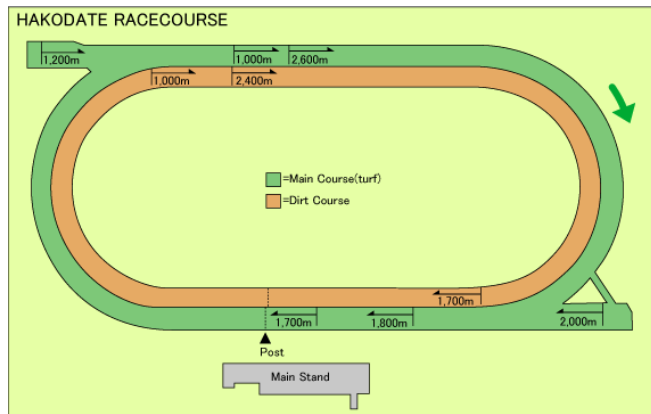 HAKODATE RACECOURSE
1,200m
1,000m
2,600m
1,000m
2,400m
=Main Course(turf)
=Dirt Course
1,700m
1,700m
1,800m
2,000m
Post
Main Stand